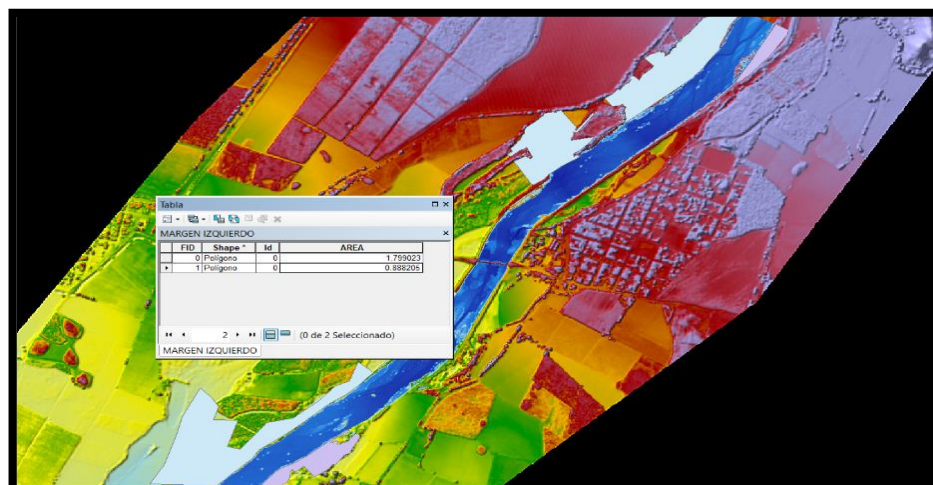 Tabla
MARGEN IZQUIERDO
FID Shape * Id AREA
0 Polígono 0 1.799023
1 Polígono 0 0.888205
2 (0 de 2 Seleccionado)
MARGEN IZQUIERDO